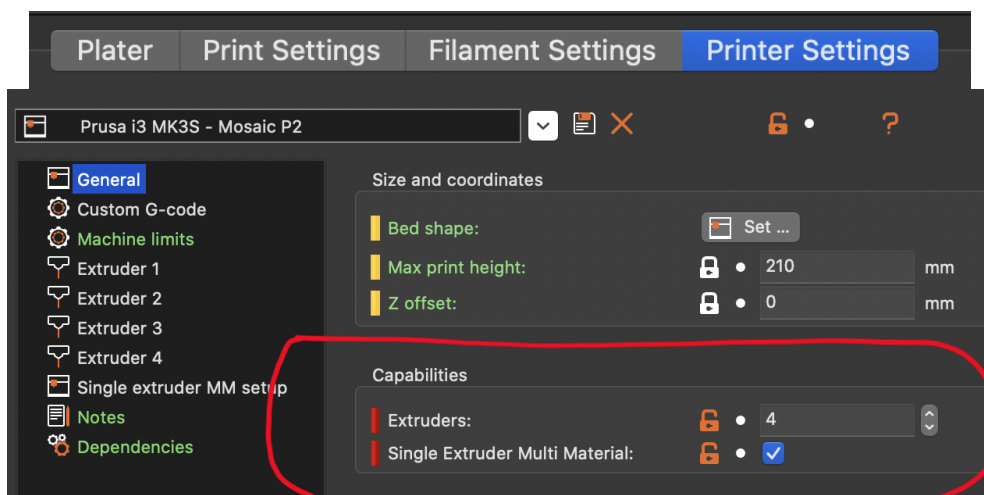 Plater Print Settings Filament Settings Printer Settings
Prusa i3 MK3S - Mosaic P2 ?
General
Custom G-code
Machine limits
Extruder 1
Extruder 2
Extruder 3
Extruder 4
Single extruder MM setup
Notes
Dependencies
Size and coordinates
Bed shape: Set ...
Max print height: 210 mm
Z offset: 0 mm
Capabilities
Extruders: 4
Single Extruder Multi Material: